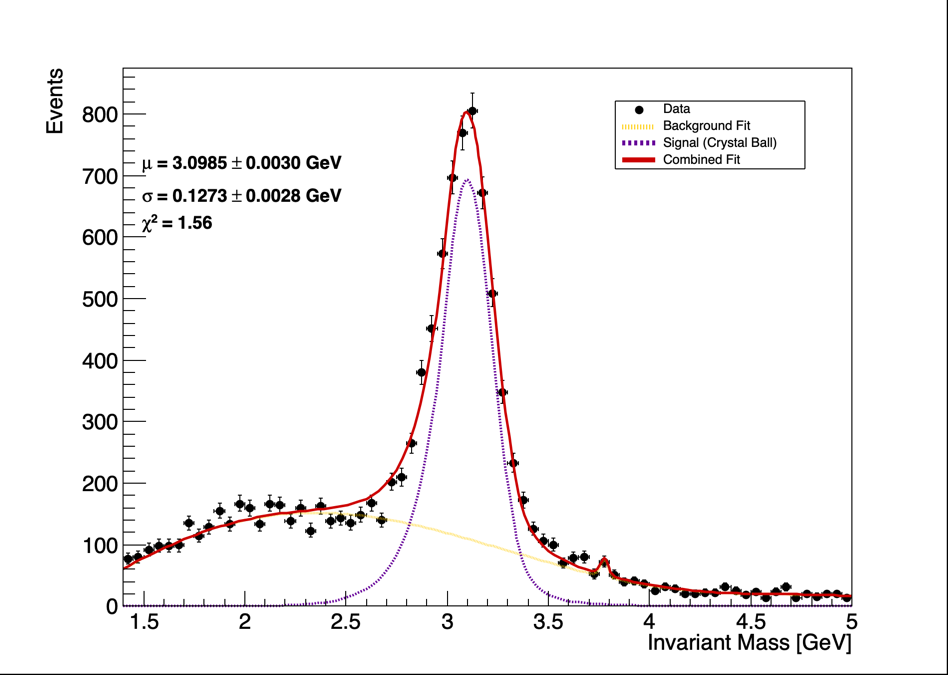 Events
800
700
600
500
400
300
200
100
0
μ = 3.0985 ± 0.0030 GeV
σ = 0.1273 ± 0.0028 GeV
χ² = 1.56
Data
Background Fit
Signal (Crystal Ball)
Combined Fit
1.5 2 2.5 3 3.5 4 4.5 5
Invariant Mass [GeV]